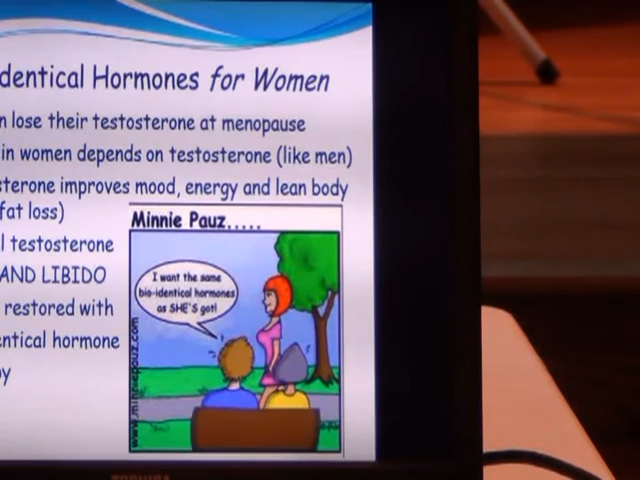 dentical Hormones for Women
n lose their testosterone at menopause
in women depends on testosterone (like men)
sterone improves mood, energy and lean body
fat loss)
l testosterone
AND LIBIDO
restored with
entical hormone
y
Minnie Pauz.....
I want the same
bio-identical hormones
as SHE'S got!
www.minniepauz.com
TOSHIBA